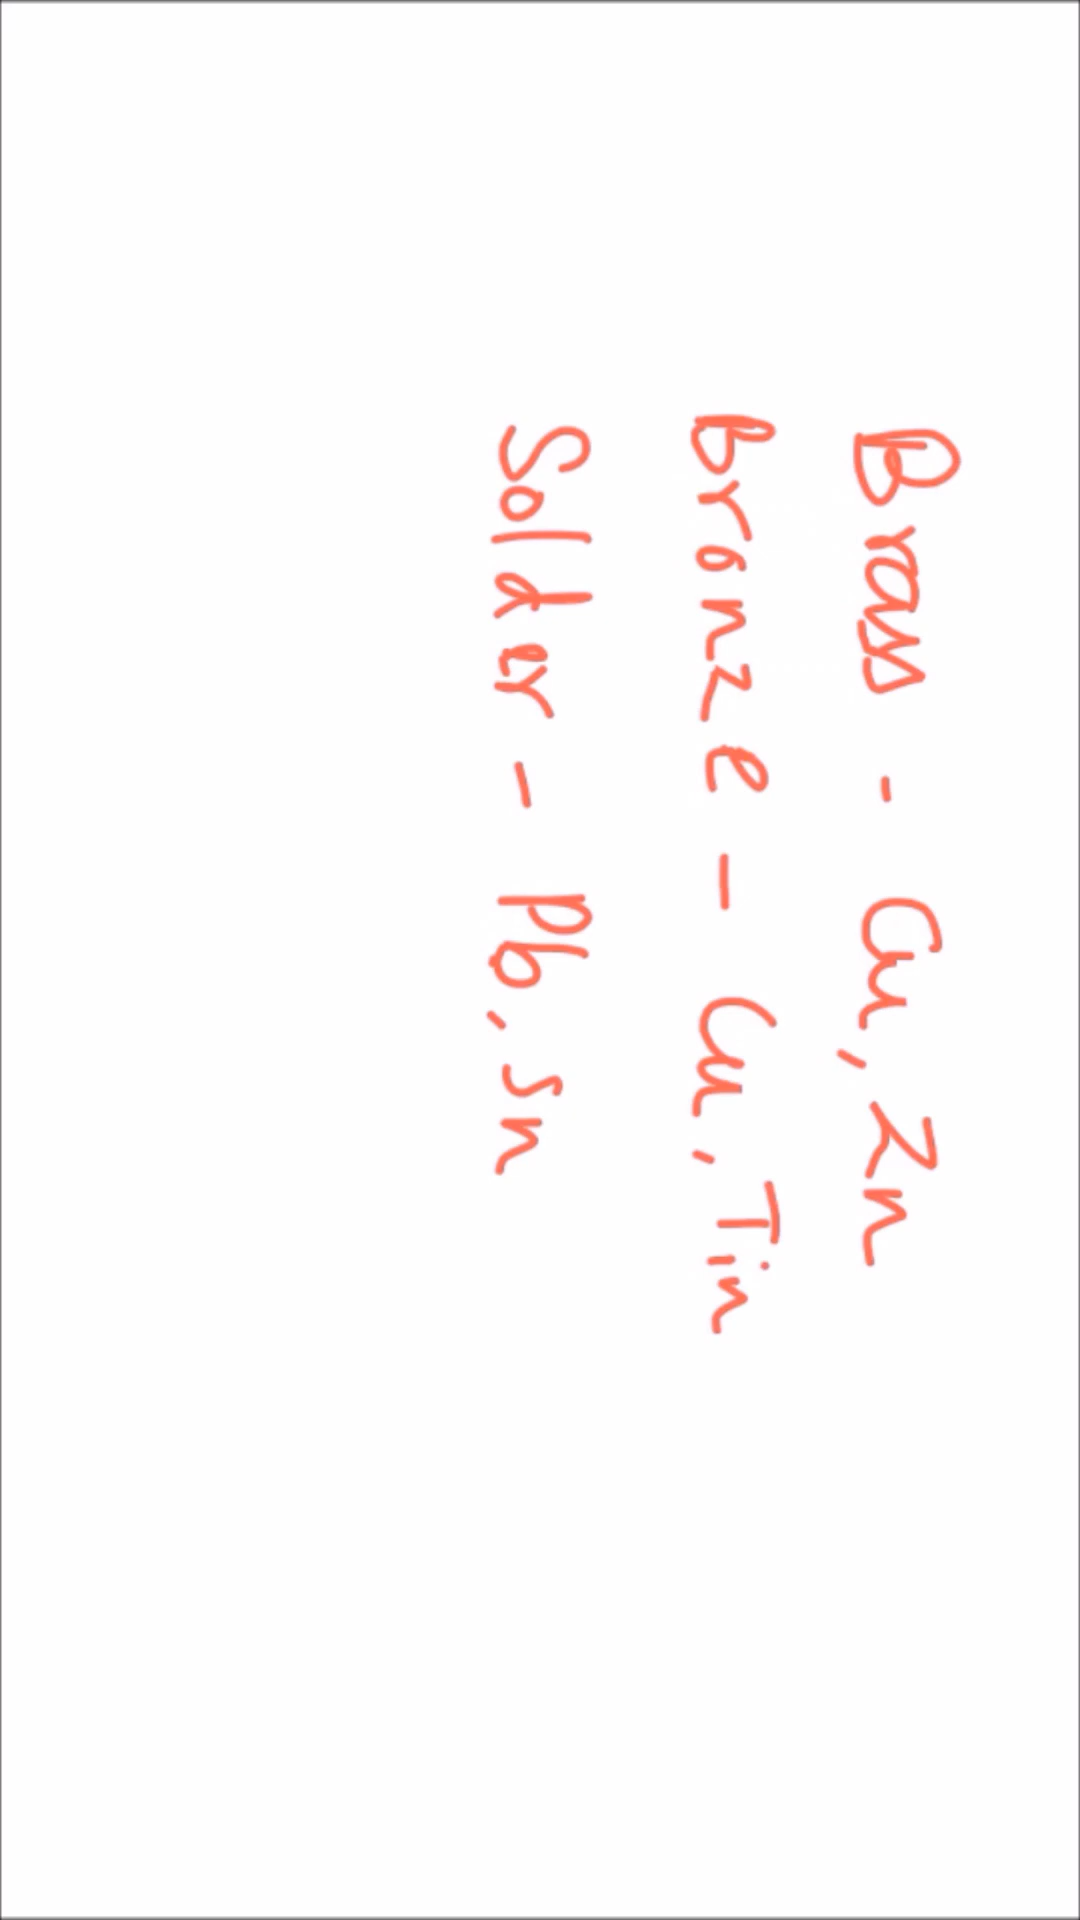 Brass - Cu, Zn
Bronze - Cu, Tin
Solder - Pb, Sn